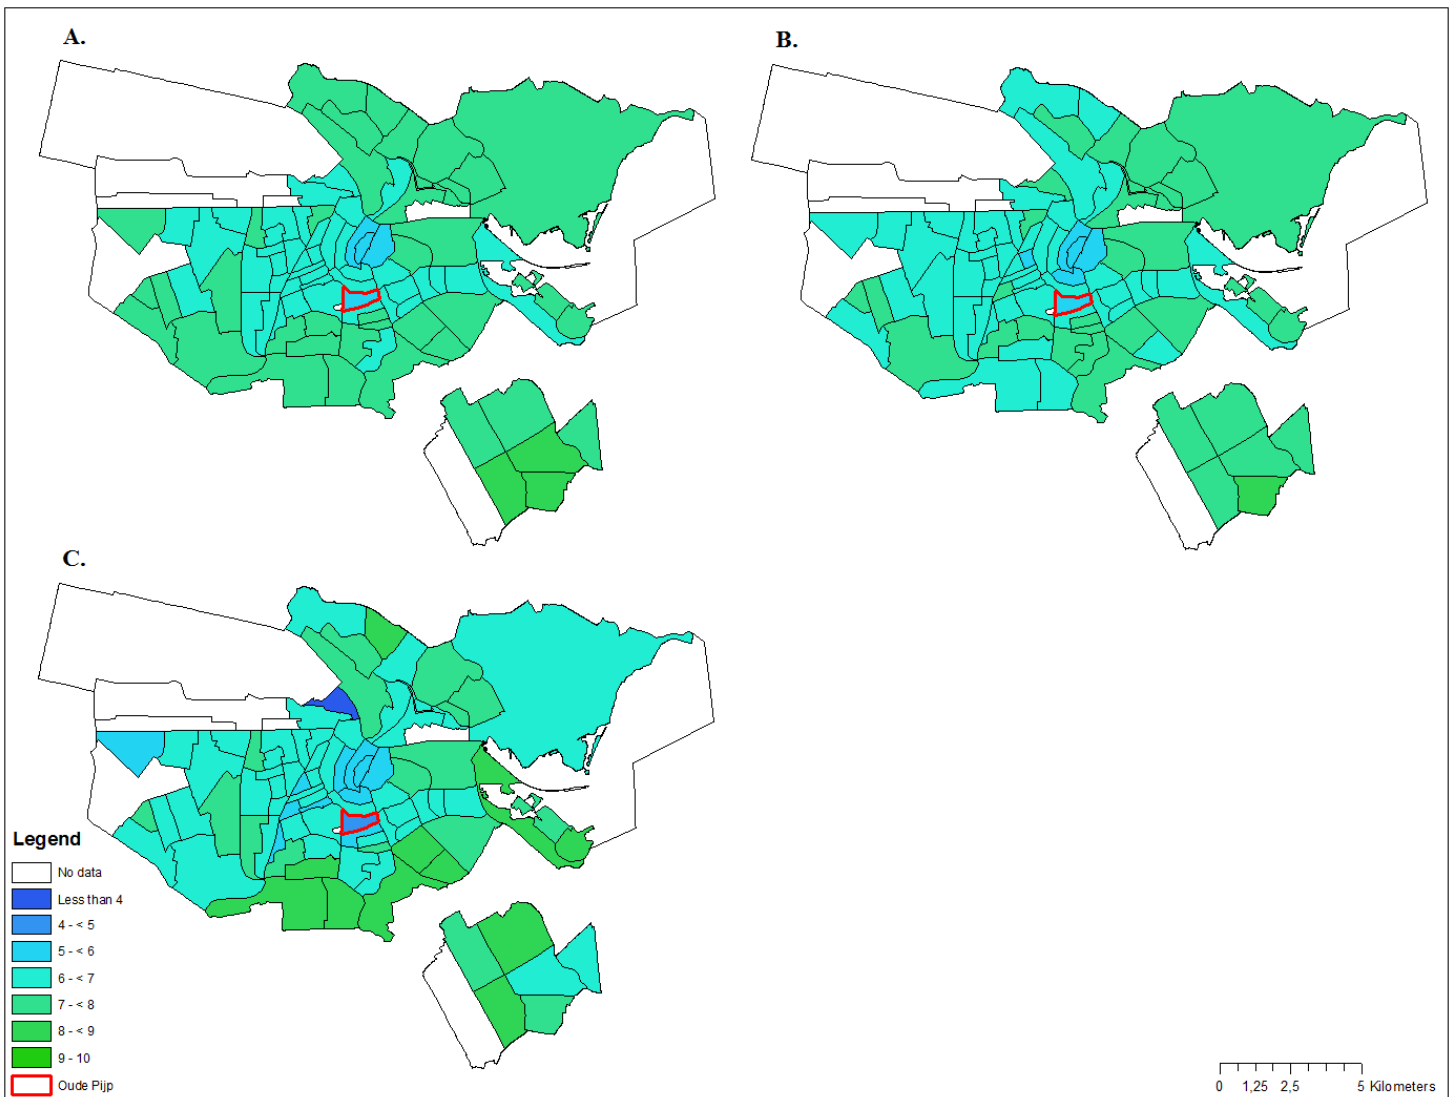 A.
B.
C.
Legend
No data
Less than 4
4 - < 5
5 - < 6
6 - < 7
7 - < 8
8 - < 9
9 - 10
Oude Pijp
0 1,25 2,5 5 Kilometers